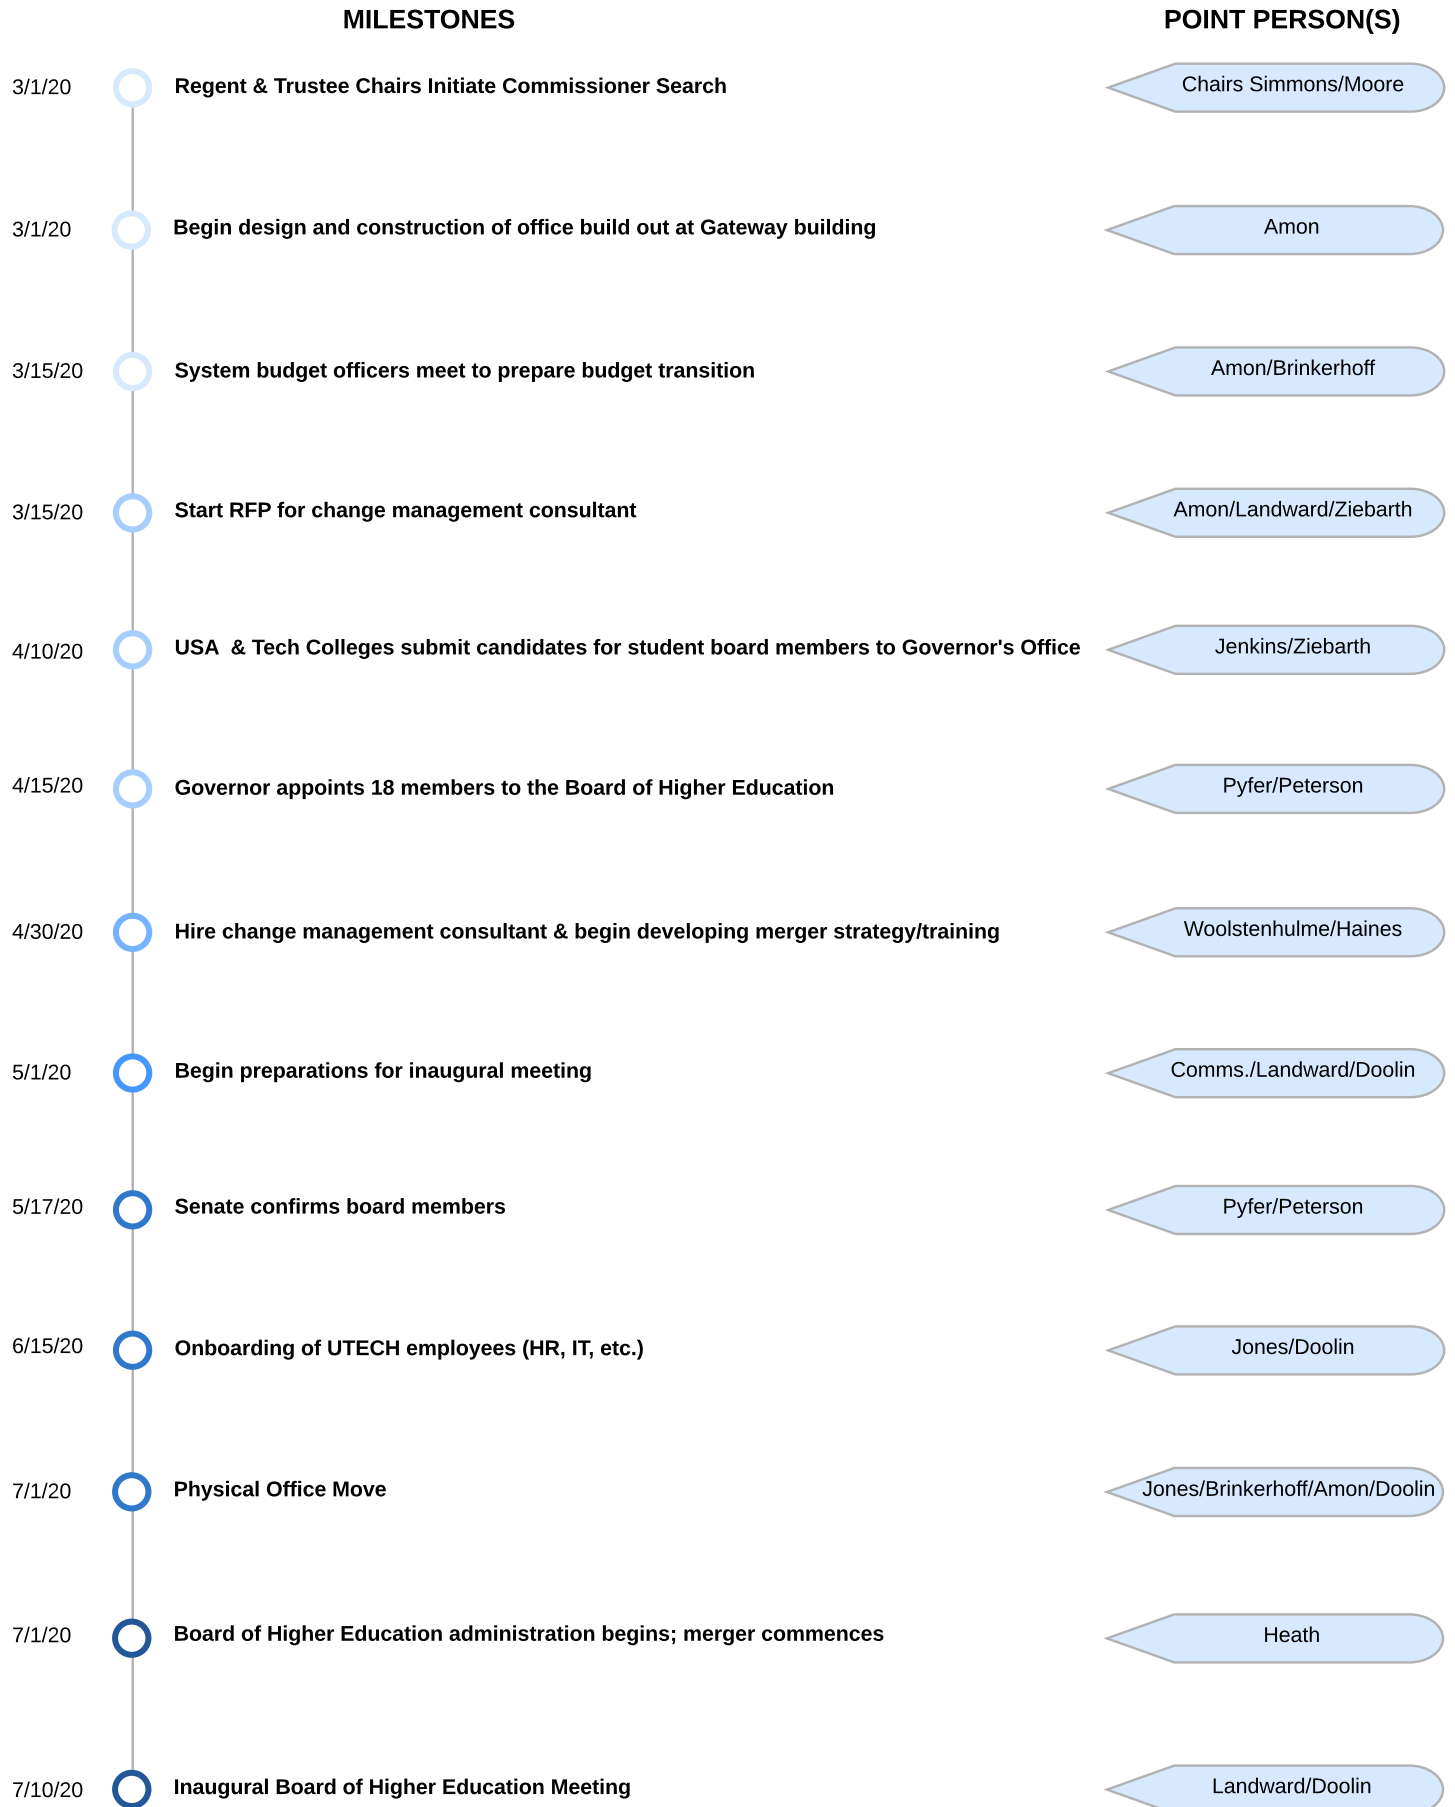 MILESTONES POINT PERSON(S)
3/1/20 Regent & Trustee Chairs Initiate Commissioner Search Chairs Simmons/Moore
3/1/20 Begin design and construction of office build out at Gateway building Amon
3/15/20 System budget officers meet to prepare budget transition Amon/Brinkerhoff
3/15/20 Start RFP for change management consultant Amon/Landward/Ziebarth
4/10/20 USA & Tech Colleges submit candidates for student board members to Governor's Office Jenkins/Ziebarth
4/15/20 Governor appoints 18 members to the Board of Higher Education Pyfer/Peterson
4/30/20 Hire change management consultant & begin developing merger strategy/training Woolstenhulme/Haines
5/1/20 Begin preparations for inaugural meeting Comms./Landward/Doolin
5/17/20 Senate confirms board members Pyfer/Peterson
6/15/20 Onboarding of UTECH employees (HR, IT, etc.) Jones/Doolin
7/1/20 Physical Office Move Jones/Brinkerhoff/Amon/Doolin
7/1/20 Board of Higher Education administration begins; merger commences Heath
7/10/20 Inaugural Board of Higher Education Meeting Landward/Doolin